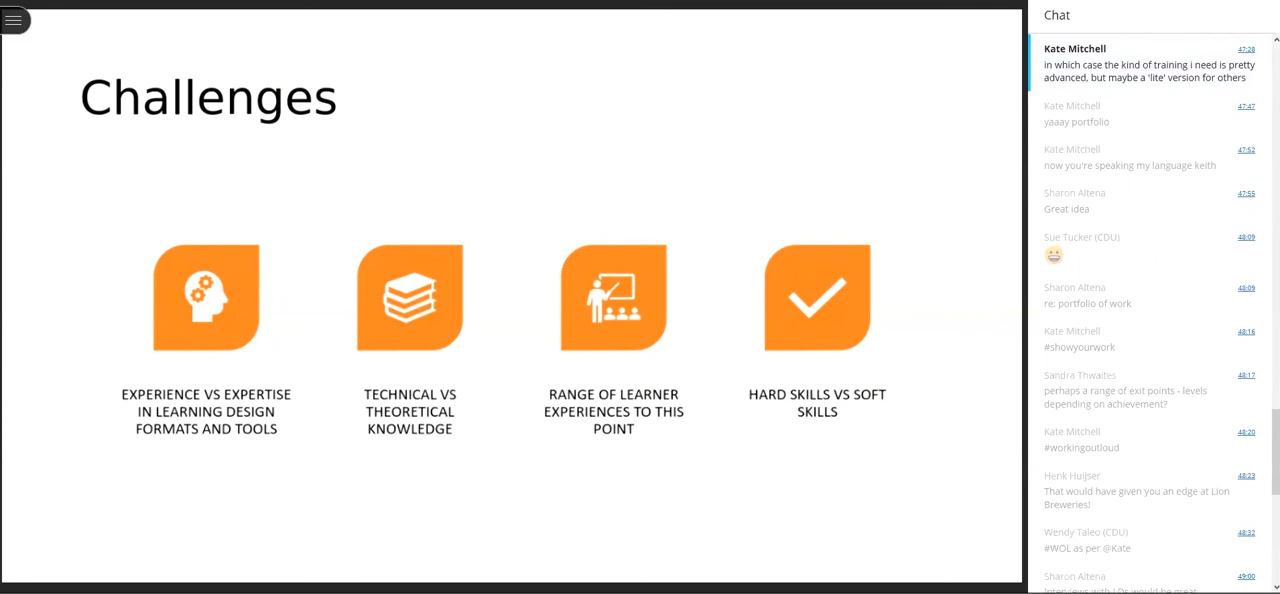 Challenges
EXPERIENCE VS EXPERTISE
IN LEARNING DESIGN
FORMATS AND TOOLS
TECHNICAL VS
THEORETICAL
KNOWLEDGE
RANGE OF LEARNER
EXPERIENCES TO THIS
POINT
HARD SKILLS VS SOFT
SKILLS
Chat
Kate Mitchell 47:28
in which case the kind of training i need is pretty
advanced, but maybe a 'lite' version for others
Kate Mitchell 47:47
yaaay portfolio
Kate Mitchell 47:52
now you're speaking my language keith
Sharon Altena 47:55
Great idea
Sue Tucker (CDU) 48:09
Sharon Altena 48:09
re: portfolio of work
Kate Mitchell 48:16
#showyourwork
Sandra Thwaites 48:17
perhaps a range of exit points - levels
depending on achievement?
Kate Mitchell 48:20
#workingoutloud
Henk Huijser 48:23
That would have given you an edge at Lion
Breweries!
Wendy Taleo (CDU) 48:32
#WOL as per @Kate
Sharon Altena 49:00
Interviews with LDs would be great